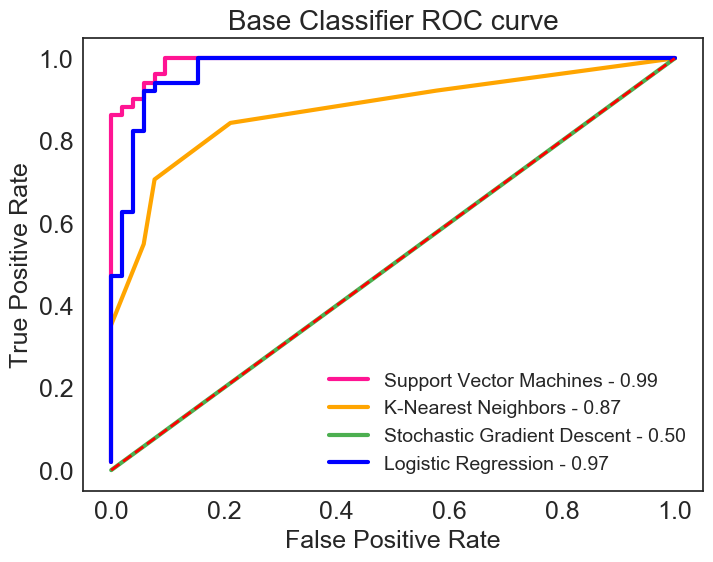 Base Classifier ROC curve
True Positive Rate
1.0
0.8
0.6
0.4
0.2
0.0
Support Vector Machines - 0.99
K-Nearest Neighbors - 0.87
Stochastic Gradient Descent - 0.50
Logistic Regression - 0.97
0.0 0.2 0.4 0.6 0.8 1.0
False Positive Rate